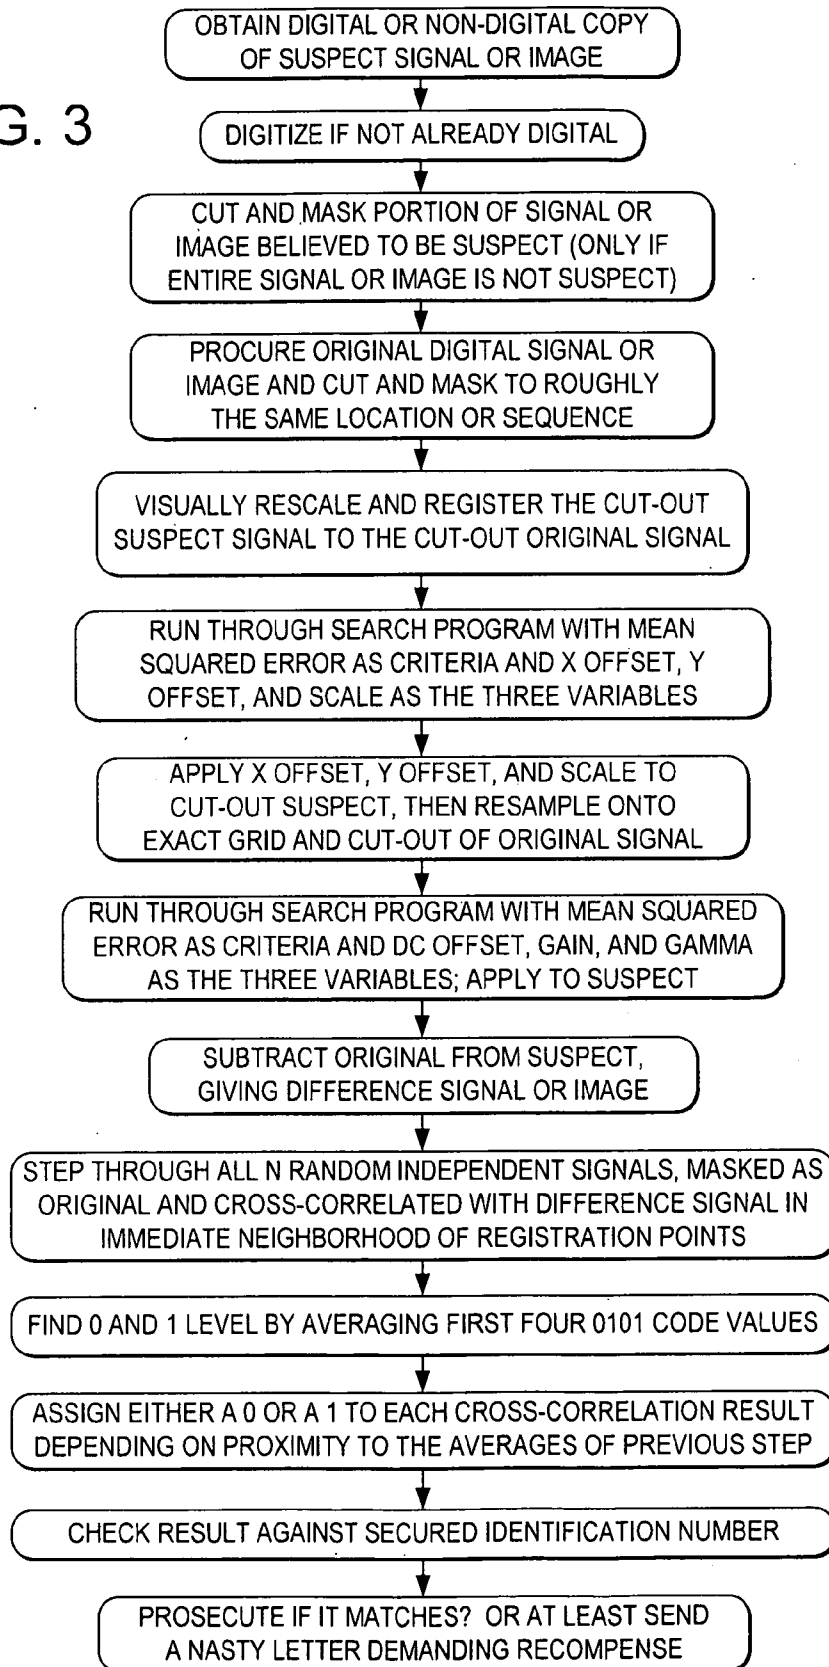 OBTAIN DIGITAL OR NON-DIGITAL COPY
OF SUSPECT SIGNAL OR IMAGE
G. 3
DIGITIZE IF NOT ALREADY DIGITAL
CUT AND MASK PORTION OF SIGNAL OR
IMAGE BELIEVED TO BE SUSPECT (ONLY IF
ENTIRE SIGNAL OR IMAGE IS NOT SUSPECT)
PROCURE ORIGINAL DIGITAL SIGNAL OR
IMAGE AND CUT AND MASK TO ROUGHLY
THE SAME LOCATION OR SEQUENCE
VISUALLY RESCALE AND REGISTER THE CUT-OUT
SUSPECT SIGNAL TO THE CUT-OUT ORIGINAL SIGNAL
RUN THROUGH SEARCH PROGRAM WITH MEAN
SQUARED ERROR AS CRITERIA AND X OFFSET, Y
OFFSET, AND SCALE AS THE THREE VARIABLES
APPLY X OFFSET, Y OFFSET, AND SCALE TO
CUT-OUT SUSPECT, THEN RESAMPLE ONTO
EXACT GRID AND CUT-OUT OF ORIGINAL SIGNAL
RUN THROUGH SEARCH PROGRAM WITH MEAN SQUARED
ERROR AS CRITERIA AND DC OFFSET, GAIN, AND GAMMA
AS THE THREE VARIABLES; APPLY TO SUSPECT
SUBTRACT ORIGINAL FROM SUSPECT,
GIVING DIFFERENCE SIGNAL OR IMAGE
STEP THROUGH ALL N RANDOM INDEPENDENT SIGNALS, MASKED AS
ORIGINAL AND CROSS-CORRELATED WITH DIFFERENCE SIGNAL IN
IMMEDIATE NEIGHBORHOOD OF REGISTRATION POINTS
FIND 0 AND 1 LEVEL BY AVERAGING FIRST FOUR 0101 CODE VALUES
ASSIGN EITHER A 0 OR A 1 TO EACH CROSS-CORRELATION RESULT
DEPENDING ON PROXIMITY TO THE AVERAGES OF PREVIOUS STEP
CHECK RESULT AGAINST SECURED IDENTIFICATION NUMBER
PROSECUTE IF IT MATCHES? OR AT LEAST SEND
A NASTY LETTER DEMANDING RECOMPENSE